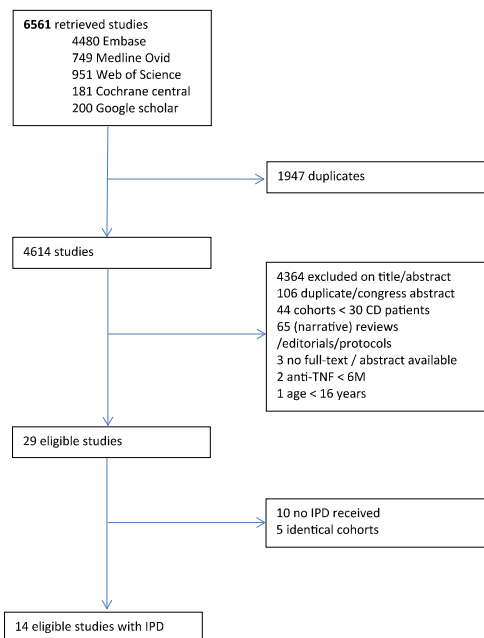 6561 retrieved studies
4480 Embase
749 Medline Ovid
951 Web of Science
181 Cochrane central
200 Google scholar
1947 duplicates
4614 studies
4364 excluded on title/abstract
106 duplicate/congress abstract
44 cohorts < 30 CD patients
65 (narrative) reviews
/editorials/protocols
3 no full-text / abstract available
2 anti-TNF < 6M
1 age < 16 years
29 eligible studies
10 no IPD received
5 identical cohorts
14 eligible studies with IPD